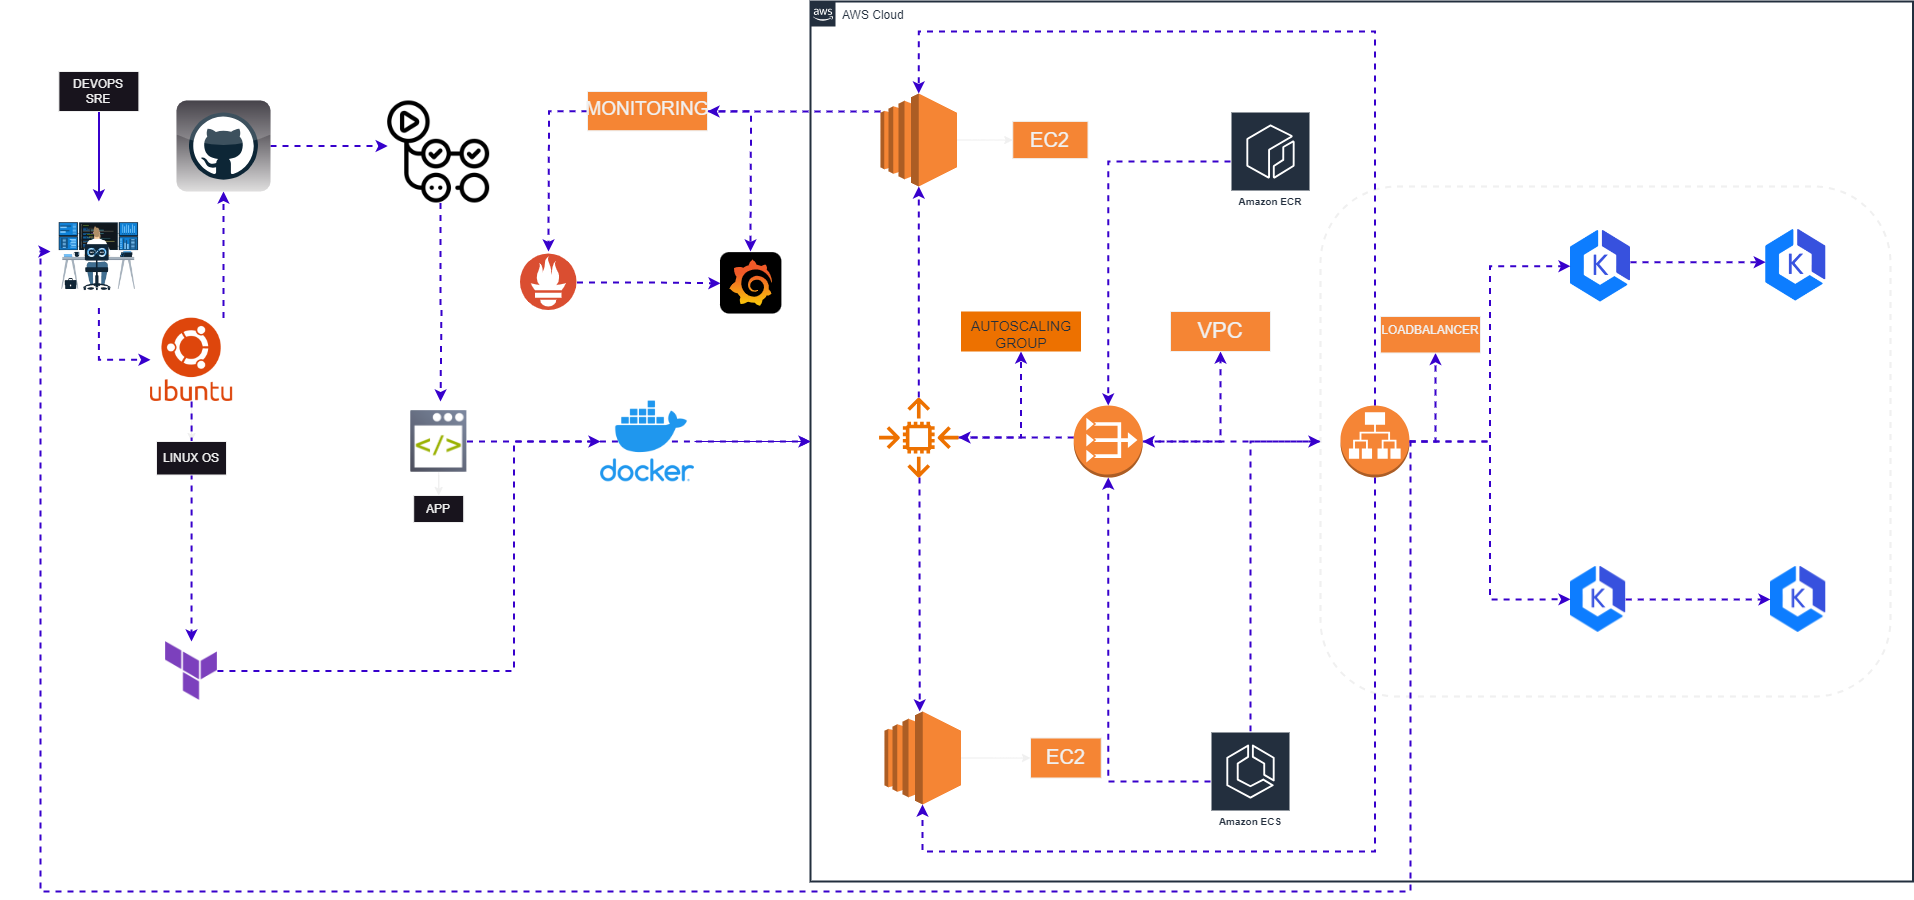 aws
AWS Cloud
DEVOPS
SRE
MONITORING
EC2
Amazon ECR
K
K
AUTOSCALING
GROUP
VPC
LOADBALANCER
ubuntu
LINUX OS
</>
APP
docker
K
K
EC2
Amazon ECS